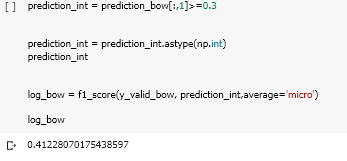 [ ] prediction_int = prediction_bow[:,1]>=0.3
prediction_int = prediction_int.astype(np.int)
prediction_int
log_bow = f1_score(y_valid_bow, prediction_int,average='micro')
log_bow
0.41228070175438597